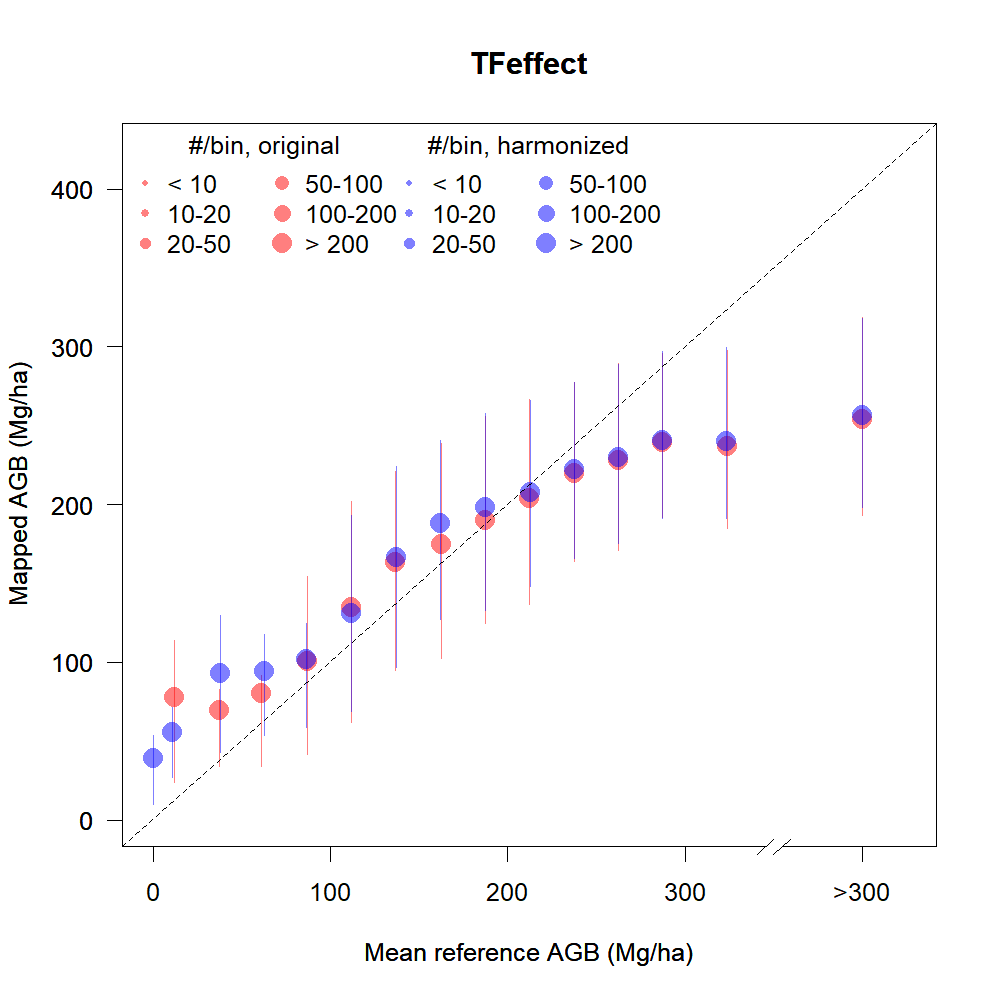 TFeffect
#/bin, original #/bin, harmonized
< 10 50-100 < 10 50-100
10-20 100-200 10-20 100-200
20-50 > 200 20-50 > 200
400
300
200
100
0
Mapped AGB (Mg/ha)
0 100 200 300 >300
Mean reference AGB (Mg/ha)